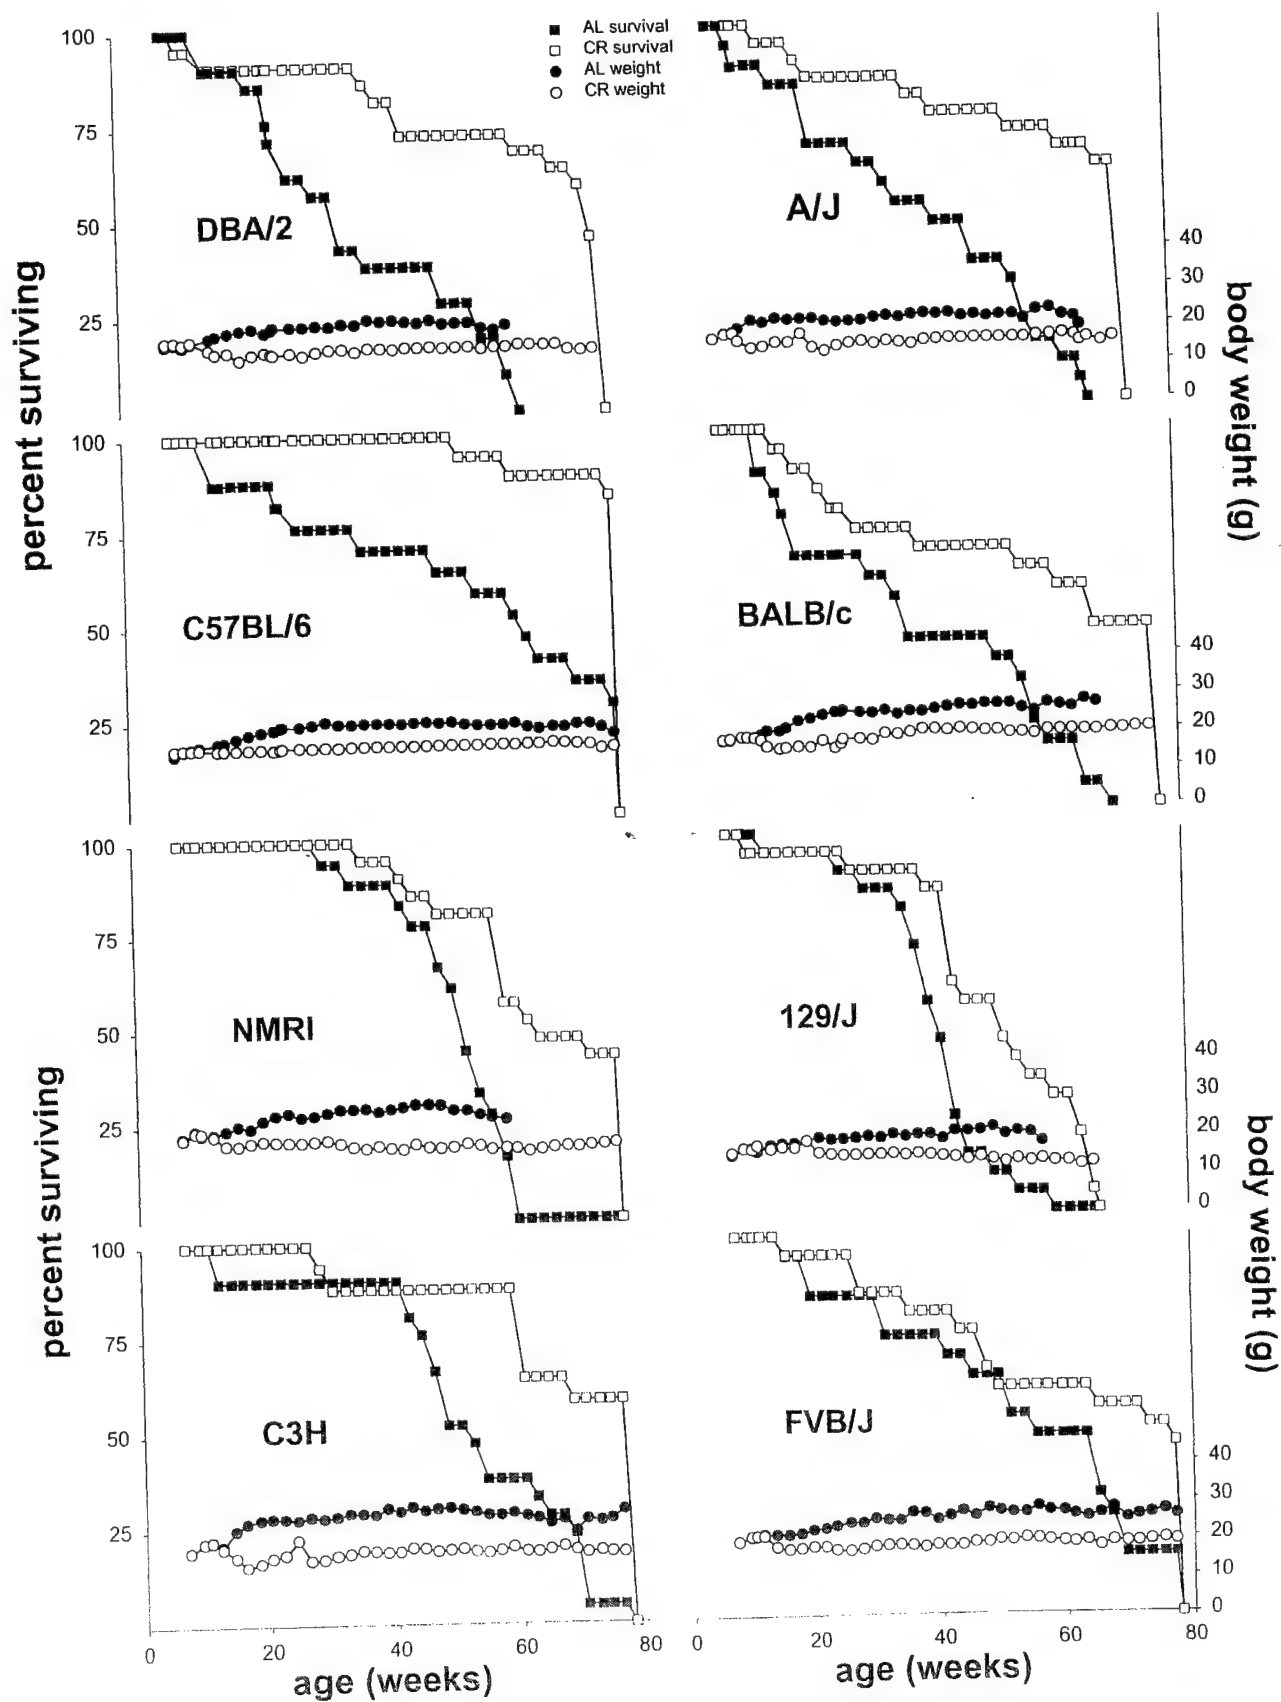 AL survival
CR survival
AL weight
CR weight
100
75
50
25
DBA/2
A/J
40
30
20
10
0
percent surviving
body weight (g)
100
75
50
25
C57BL/6
BALB/c
40
30
20
10
0
100
75
50
25
NMRI
129/J
40
30
20
10
0
percent surviving
body weight (g)
100
75
50
25
C3H
FVB/J
40
30
20
10
0
0 20 40 60 80
0 20 40 60 80
age (weeks)
age (weeks)